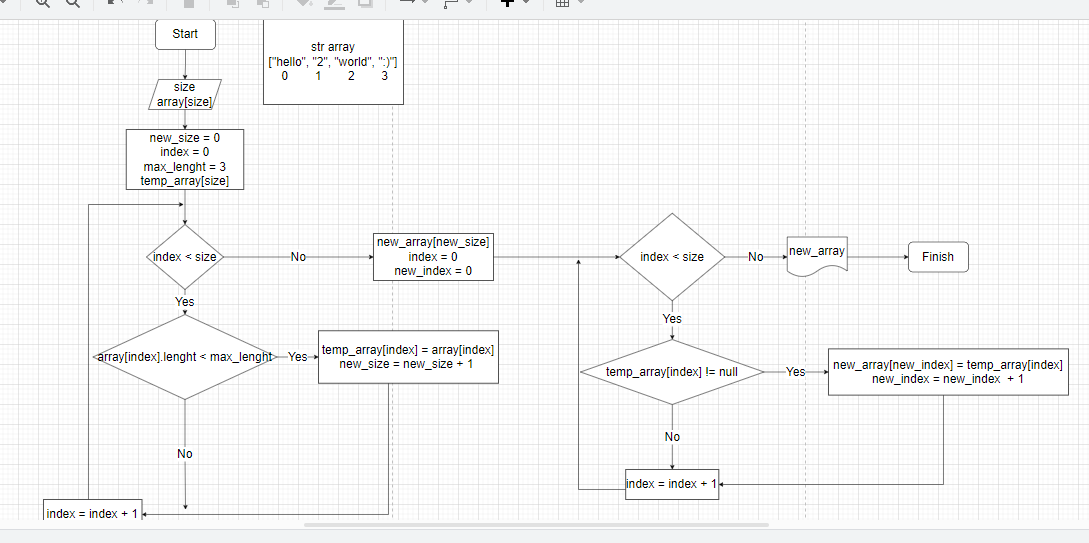 Start
str array
["hello", "2", "world", ":)"]
0 1 2 3
size
array[size]
new_size = 0
index = 0
max_lenght = 3
temp_array[size]
index < size
No
new_array[new_size]
index = 0
new_index = 0
index < size
No
new_array
Finish
Yes
Yes
array[index].lenght < max_lenght
Yes
temp_array[index] = array[index]
new_size = new_size + 1
temp_array[index] != null
Yes
new_array[new_index] = temp_array[index]
new_index = new_index + 1
No
No
index = index + 1
index = index + 1